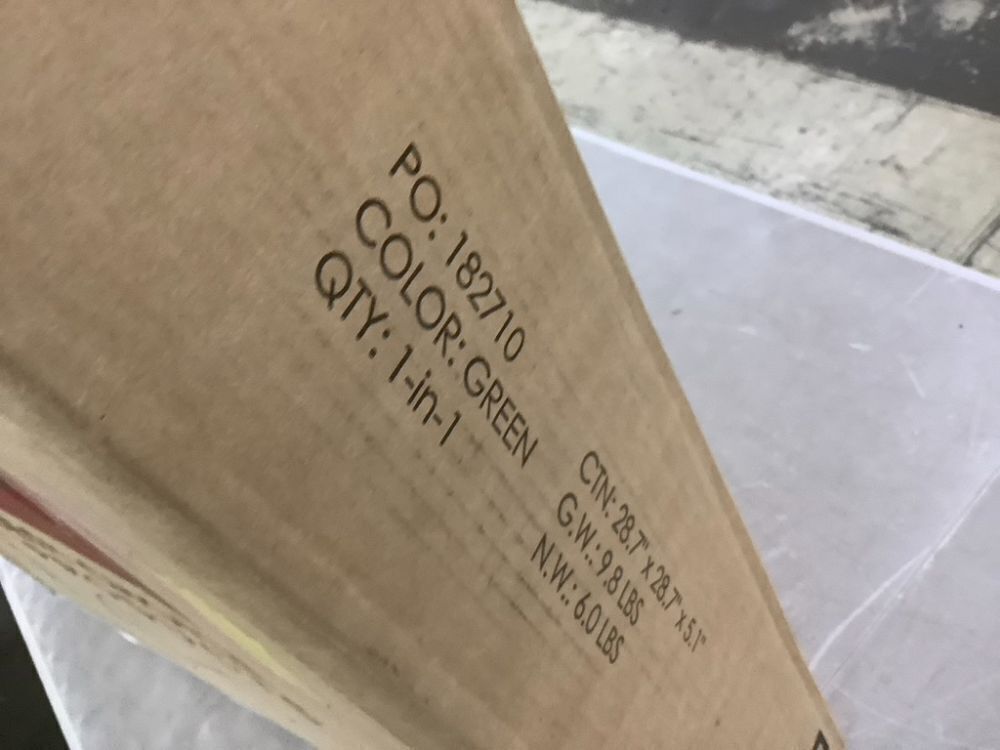 PO: 182710
COLOR: GREEN
QTY: 1-in-1
CTN: 28.7" x 28.7" x 5.1"
G.W.: 9.8 LBS
N.W.: 6.0 LBS